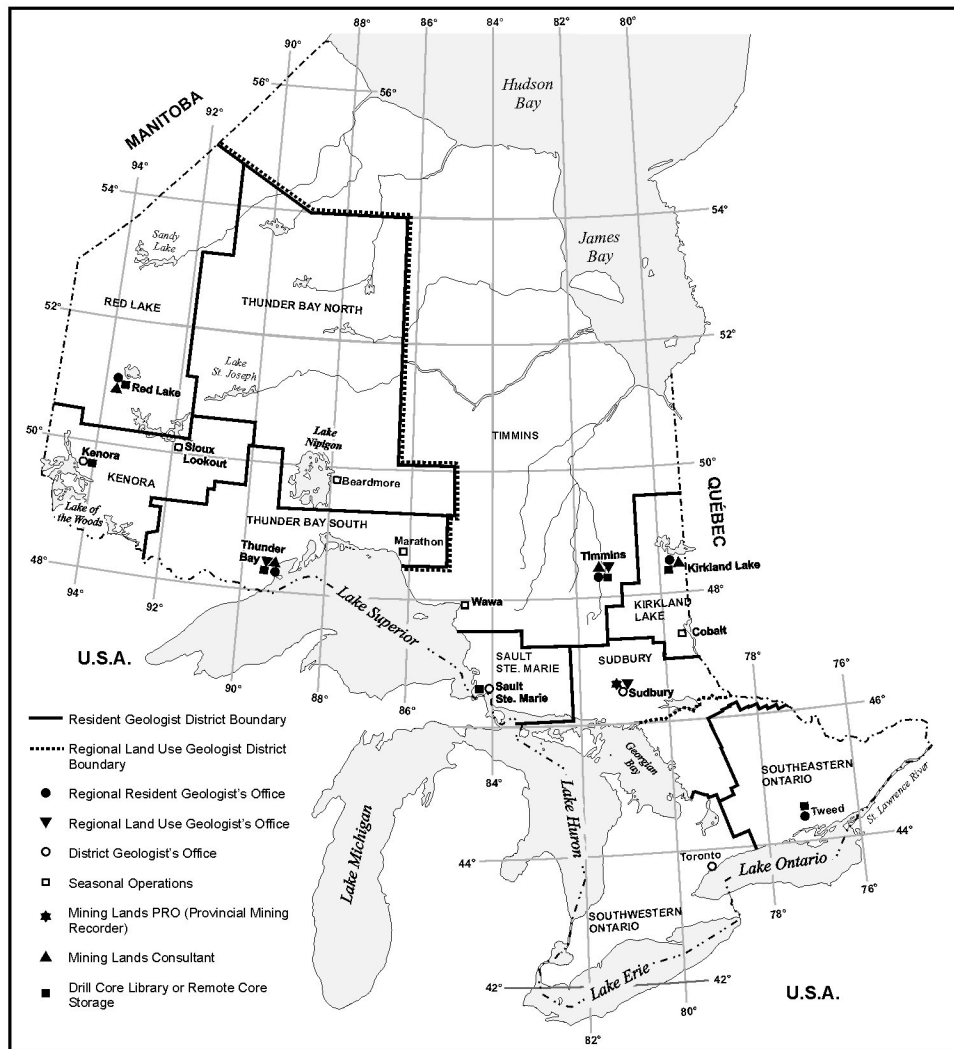 88°
86°
84°
82°
80°
90°
56°
56°
Hudson
Bay
MANITOBA
92°
94°
54°
54°
Sandy
Lake
James
Bay
RED LAKE
THUNDER BAY NORTH
52°
52°
Lake
St. Joseph
Red Lake
TIMMINS
50°
50°
Sioux
Lookout
Kenora
KENORA
Lake
Nipigon
Beardmore
QUÉBEC
Lake of
the Woods
THUNDER BAY SOUTH
Marathon
Thunder
Bay
Timmins
Kirkland Lake
48°
48°
94°
92°
Wawa
KIRKLAND
LAKE
Cobalt
Lake Superior
U.S.A.
SAULT
STE. MARIE
SUDBURY
78°
76°
Sault
Ste. Marie
Sudbury
90°
88°
86°
46°
84°
Georgian
Bay
SOUTHEASTERN
ONTARIO
Tweed
St. Lawrence River
44°
44°
Lake Michigan
Lake Huron
Toronto
Lake Ontario
78°
76°
SOUTHWESTERN
ONTARIO
Lake Erie
42°
42°
82°
80°
U.S.A.
Resident Geologist District Boundary
Regional Land Use Geologist District
Boundary
Regional Resident Geologist's Office
Regional Land Use Geologist's Office
District Geologist's Office
Seasonal Operations
Mining Lands PRO (Provincial Mining
Recorder)
Mining Lands Consultant
Drill Core Library or Remote Core
Storage